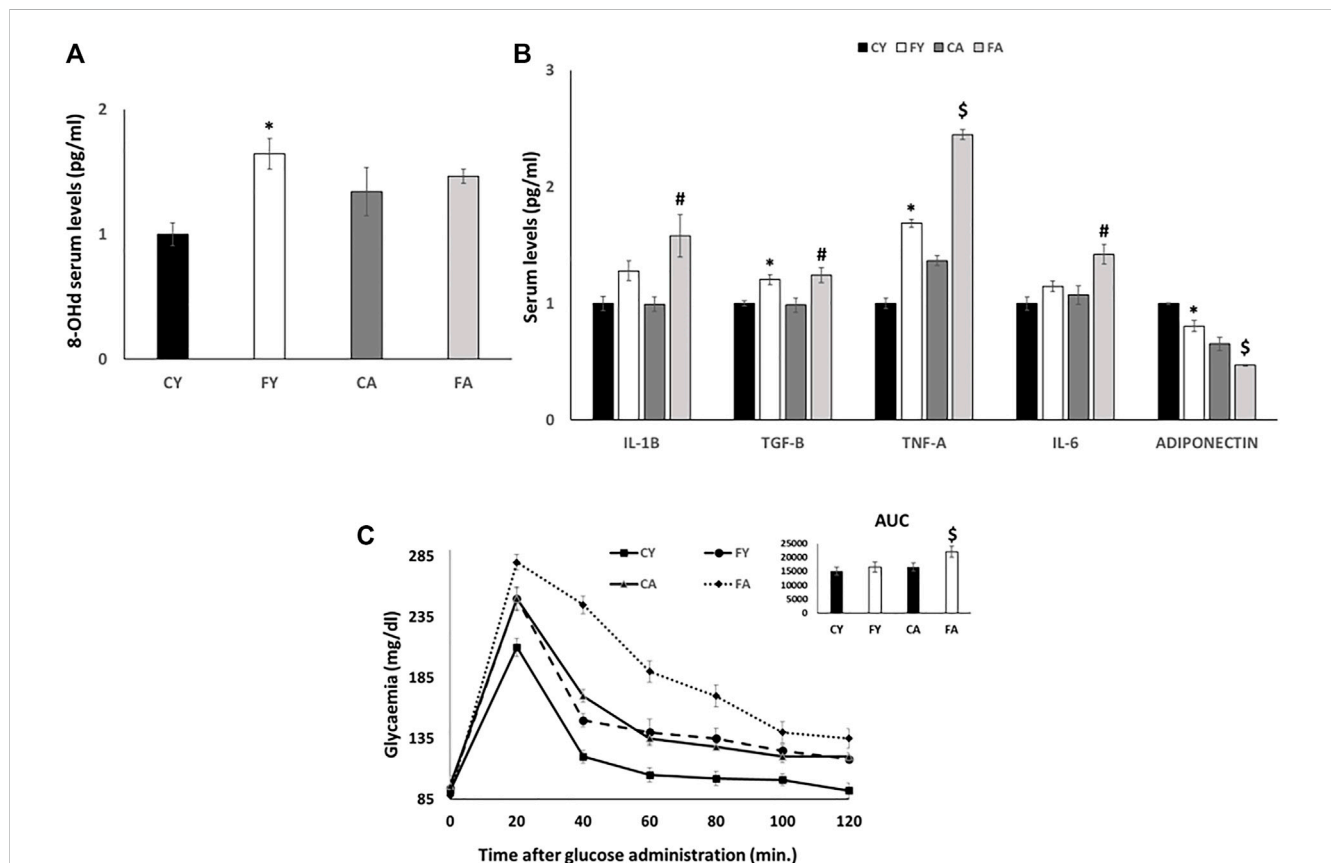 A
8-OHd serum levels (pg/ml)
2
*
1
0
CY FY CA FA
B
CY FY CA FA
Serum levels (pg/ml)
3
$
2
#
*
* #
#
1
*
$
0
IL-1B TGF-B TNF-A IL-6 ADIPONECTIN
C
Glycaemia (mg/dl)
285
235
185
135
85
CY FY
CA FA
0 20 40 60 80 100 120
Time after glucose administration (min.)
AUC
$
25000
20000
15000
10000
5000
0
CY FY CA FA